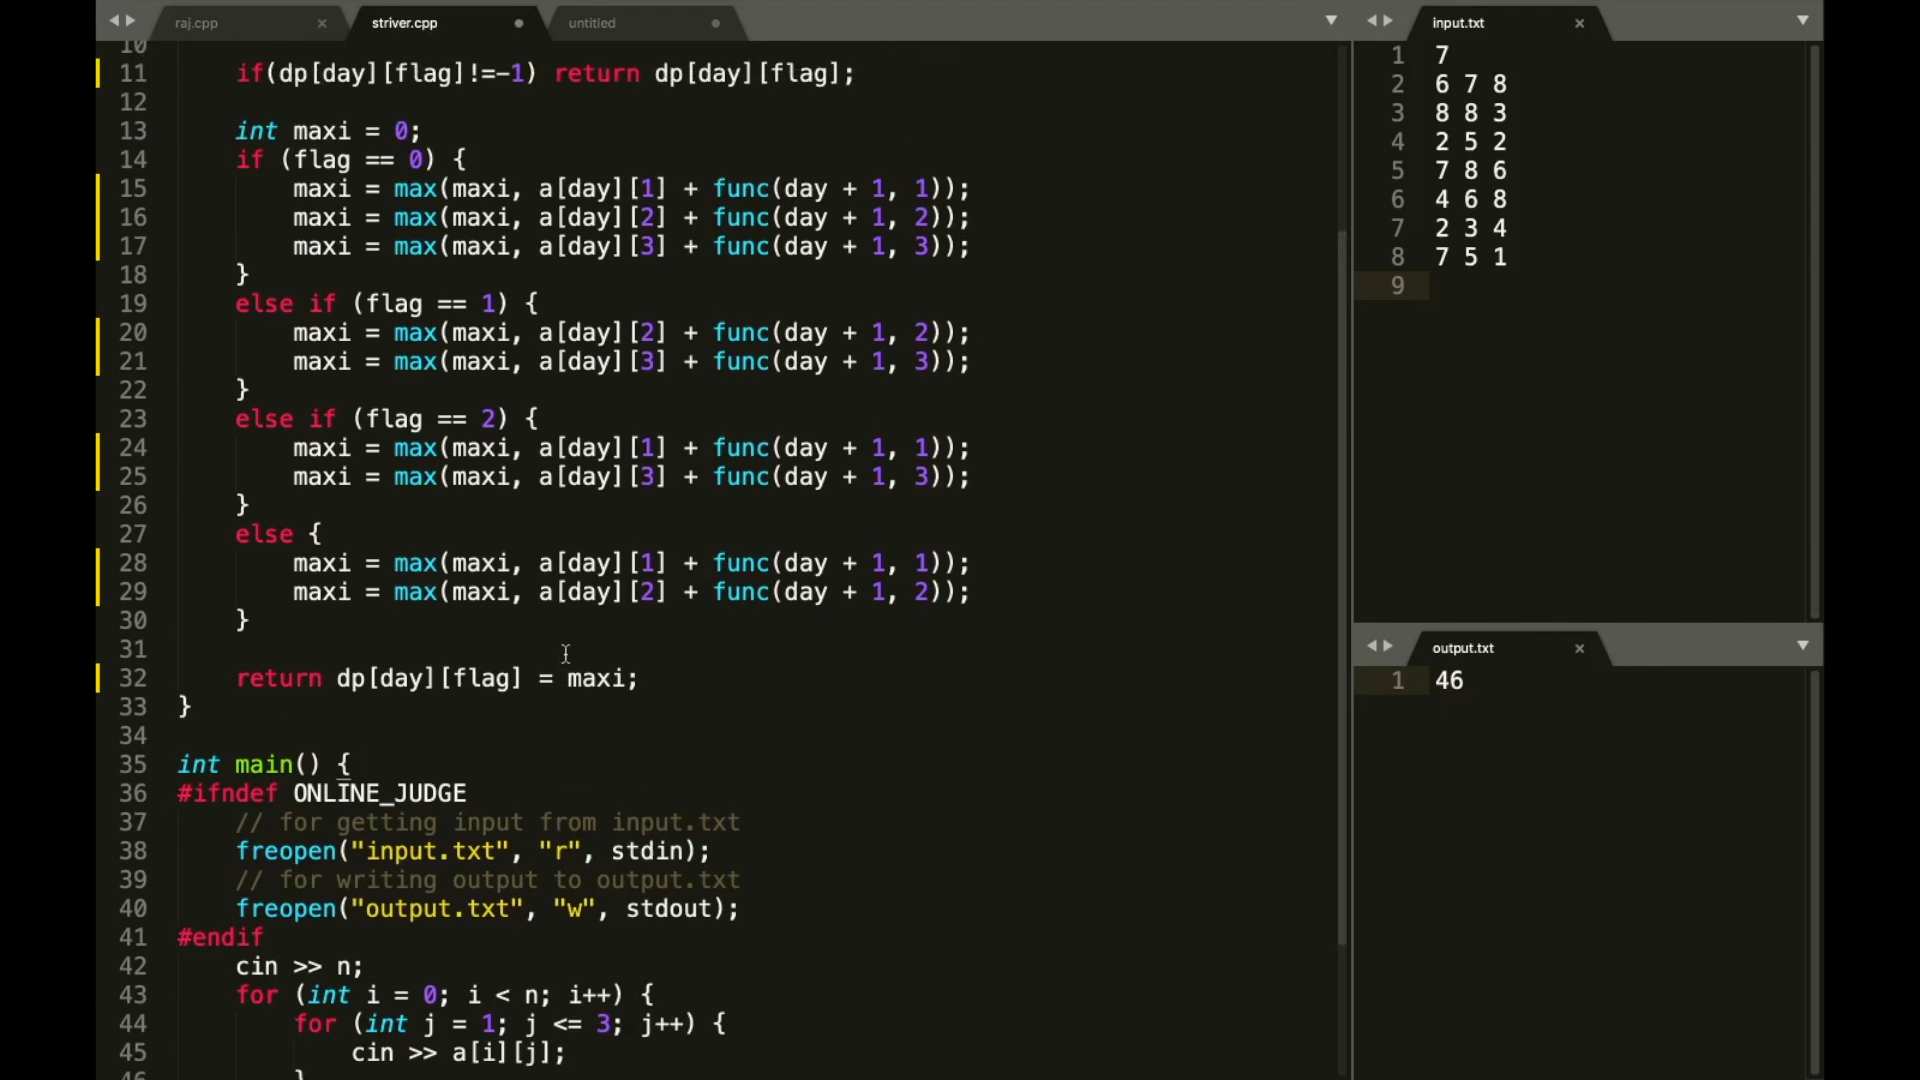 raj.cpp
striver.cpp
untitled
10
11 if(dp[day][flag]!=-1) return dp[day][flag];
12
13 int maxi = 0;
14 if (flag == 0) {
15 maxi = max(maxi, a[day][1] + func(day + 1, 1));
16 maxi = max(maxi, a[day][2] + func(day + 1, 2));
17 maxi = max(maxi, a[day][3] + func(day + 1, 3));
18 }
19 else if (flag == 1) {
20 maxi = max(maxi, a[day][2] + func(day + 1, 2));
21 maxi = max(maxi, a[day][3] + func(day + 1, 3));
22 }
23 else if (flag == 2) {
24 maxi = max(maxi, a[day][1] + func(day + 1, 1));
25 maxi = max(maxi, a[day][3] + func(day + 1, 3));
26 }
27 else {
28 maxi = max(maxi, a[day][1] + func(day + 1, 1));
29 maxi = max(maxi, a[day][2] + func(day + 1, 2));
30 }
31
32 return dp[day][flag] = maxi;
33 }
34
35 int main() {
36 #ifndef ONLINE_JUDGE
37 // for getting input from input.txt
38 freopen("input.txt", "r", stdin);
39 // for writing output to output.txt
40 freopen("output.txt", "w", stdout);
41 #endif
42 cin >> n;
43 for (int i = 0; i < n; i++) {
44 for (int j = 1; j <= 3; j++) {
45 cin >> a[i][j];
46 }
input.txt
1 7
2 6 7 8
3 8 8 3
4 2 5 2
5 7 8 6
6 4 6 8
7 2 3 4
8 7 5 1
9
output.txt
1 46